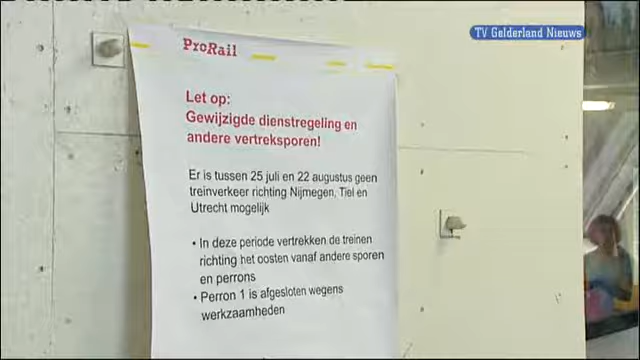 TV Gelderland Nieuws
ProRail
Let op:
Gewijzigde dienstregeling en
andere vertreksporen!
Er is tussen 25 juli en 22 augustus geen
treinverkeer richting Nijmegen, Tiel en
Utrecht mogelijk
• In deze periode vertrekken de treinen
richting het oosten vanaf andere sporen
en perrons
• Perron 1 is afgesloten wegens
werkzaamheden